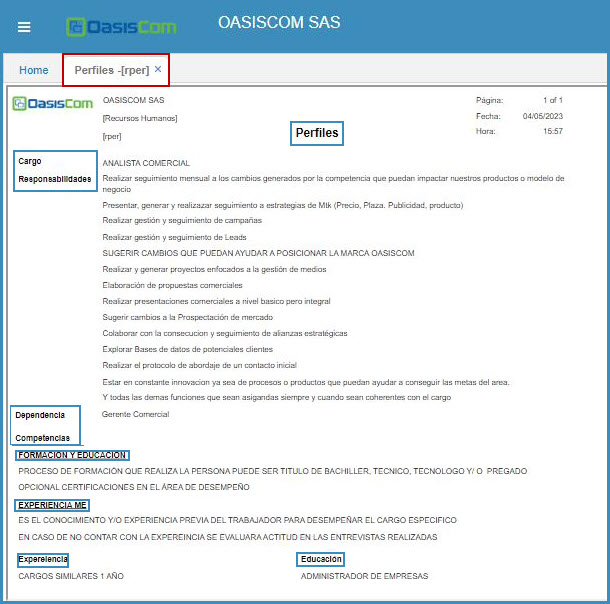 OasisCom
OASISCOM SAS
Home
Perfiles -[rper] ×
OasisCom
OASISCOM SAS
Página: 1 of 1
[Recursos Humanos]
Fecha: 04/05/2023
[rper]
Perfiles
Hora: 15:57
Cargo
ANALISTA COMERCIAL
Responsabilidades
Realizar seguimiento mensual a los cambios generados por la competencia que puedan impactar nuestros productos o modelo de
negocio
Presentar, generar y realizazar seguimiento a estrategias de Mtk (Precio, Plaza. Publicidad, producto)
Realizar gestión y seguimiento de campañas
Realizar gestión y seguimiento de Leads
SUGERIR CAMBIOS QUE PUEDAN AYUDAR A POSICIONAR LA MARCA OASISCOM
Realizar y generar proyectos enfocados a la gestión de medios
Elaboración de propuestas comerciales
Realizar presentaciones comerciales a nivel basico pero integral
Sugerir cambios a la Prospectación de mercado
Colaborar con la consecucion y seguimiento de alianzas estratégicas
Explorar Bases de datos de potenciales clientes
Realizar el protocolo de abordaje de un contacto inicial
Estar en constante innovacion ya sea de procesos o productos que puedan ayudar a conseguir las metas del area.
Y todas las demas funciones que sean asigandas siempre y cuando sean coherentes con el cargo
Dependencia
Gerente Comercial
Competencias
FORMACION Y EDUCACION
PROCESO DE FORMACIÓN QUE REALIZA LA PERSONA PUEDE SER TITULO DE BACHILLER, TECNICO, TECNOLOGO Y/ O PREGADO
OPCIONAL CERTIFICACIONES EN EL ÁREA DE DESEMPEÑO
EXPERIENCIA ME
ES EL CONOCIMIENTO Y/O EXPERIENCIA PREVIA DEL TRABAJADOR PARA DESEMPEÑAR EL CARGO ESPECIFICO
EN CASO DE NO CONTAR CON LA EXPEREINCIA SE EVALUARA ACTITUD EN LAS ENTREVISTAS REALIZADAS
Expereiencia
Educación
CARGOS SIMILARES 1 AÑO
ADMINISTRADOR DE EMPRESAS